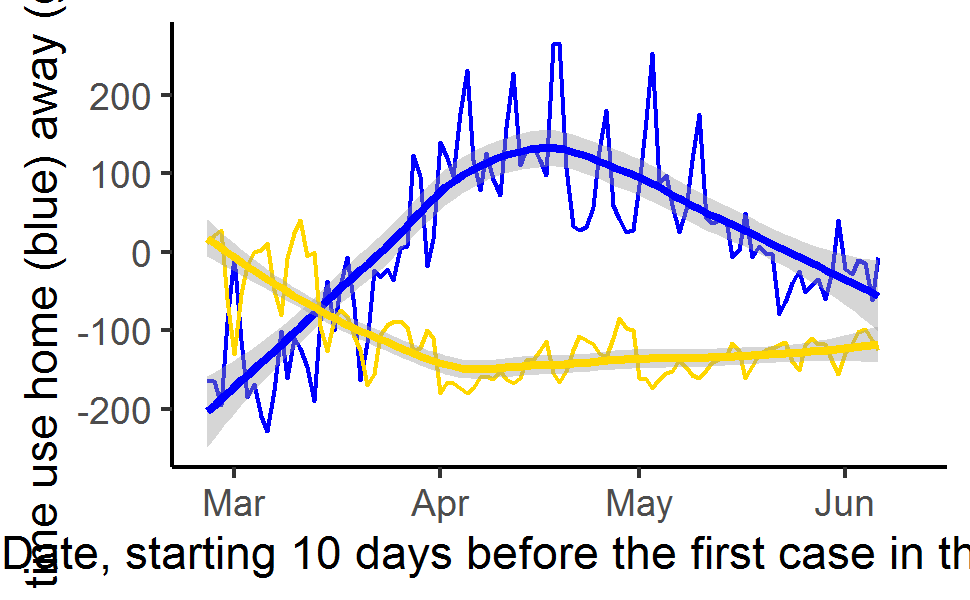 time use home (blue) away (
200
100
0
-100
-200
Mar Apr May Jun
Date, starting 10 days before the first case in th